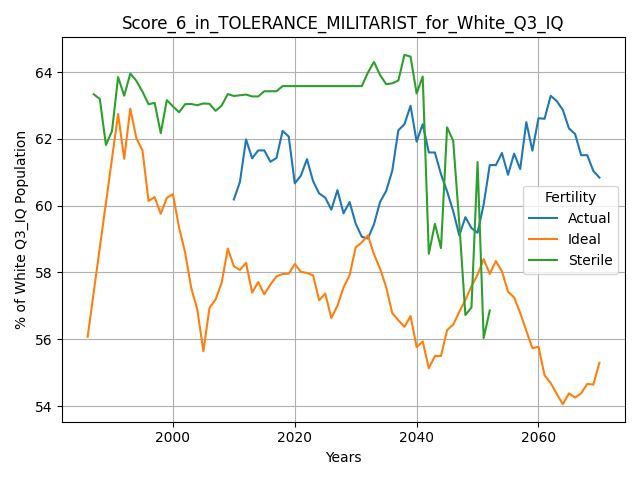 Score_6_in_TOLERANCE_MILITARIST_for_White_Q3_IQ
% of White Q3_IQ Population
64
62
60
58
56
54
Fertility
Actual
Ideal
Sterile
2000
2020
2040
2060
Years